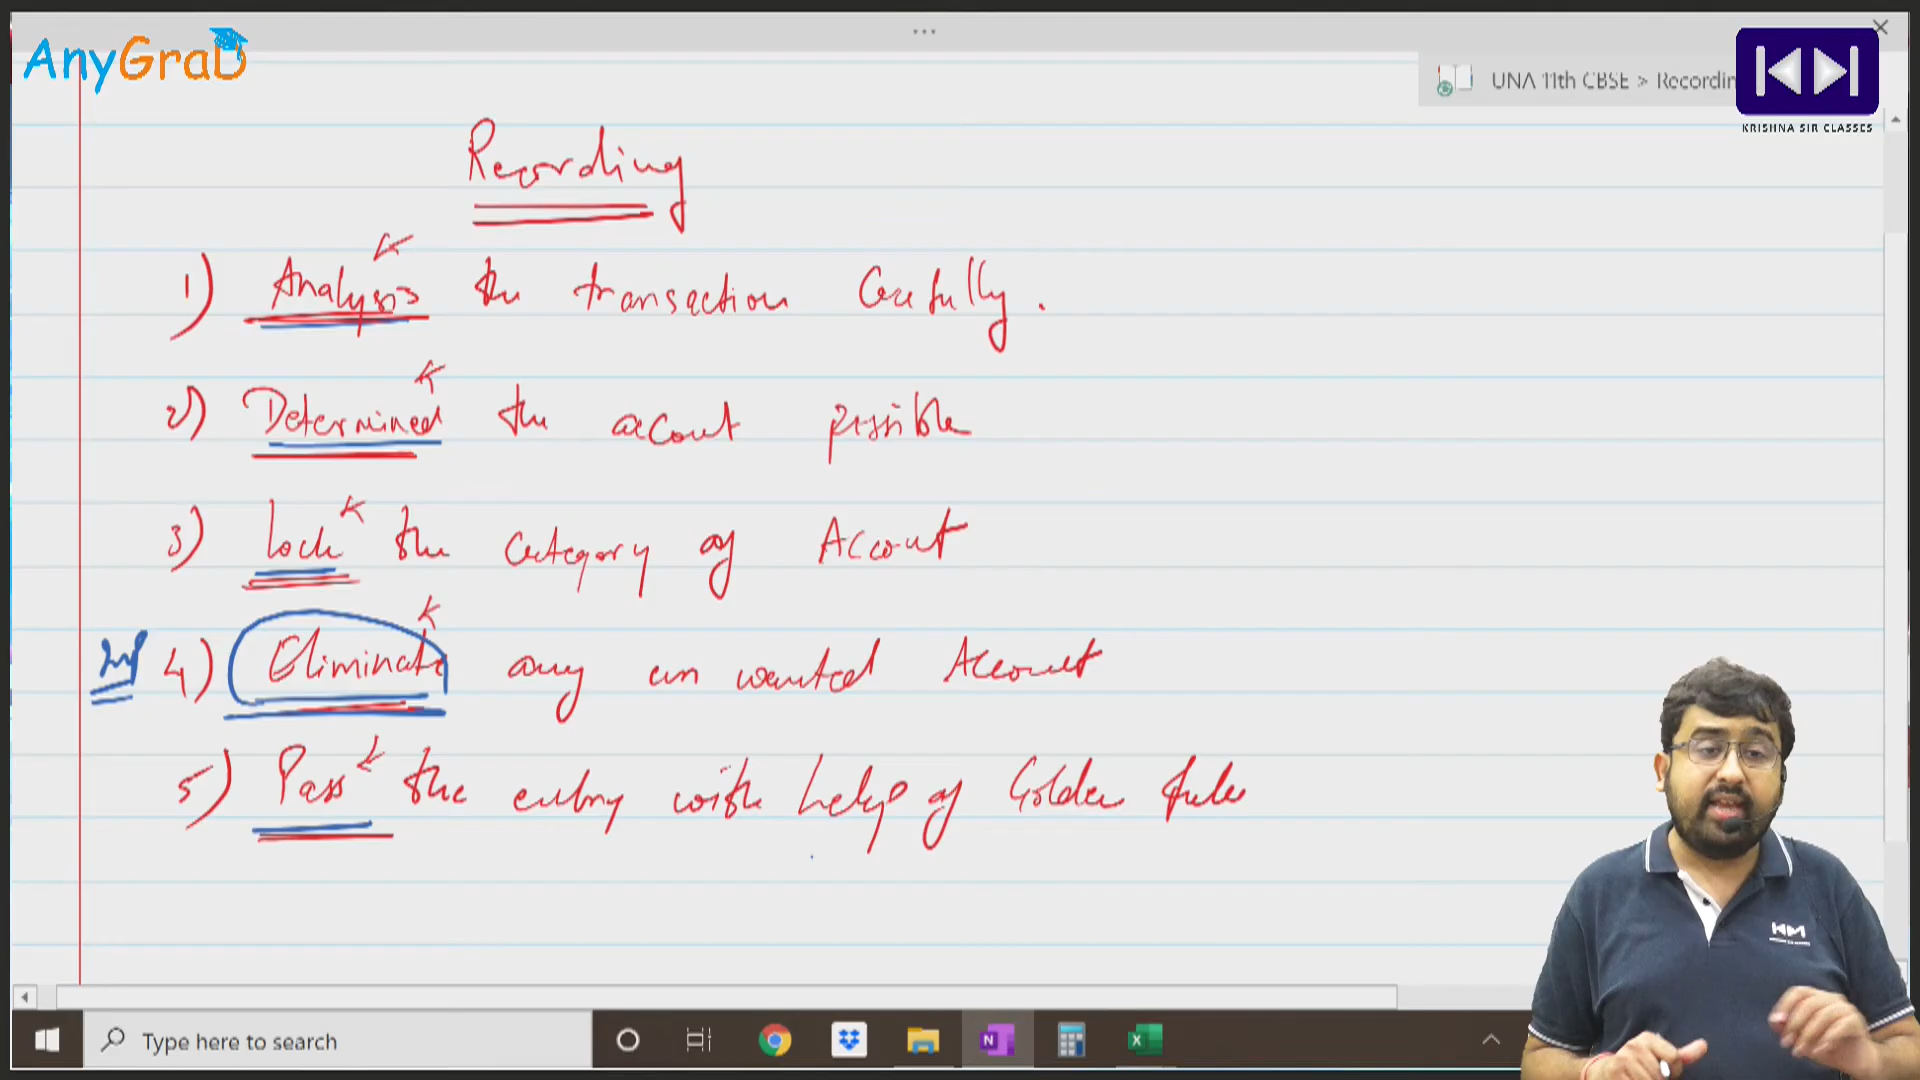 AnyGraD
UNA 11th CBSE > Recordin
KRISHNA SIR CLASSES
Recording
1) Analysis the transaction Carefully.
2) Determined the account possible
3) Lock the category of Account
Imp 4) Eliminate any un wanted Account
5) Pass the entry with help of Golden rules
Type here to search